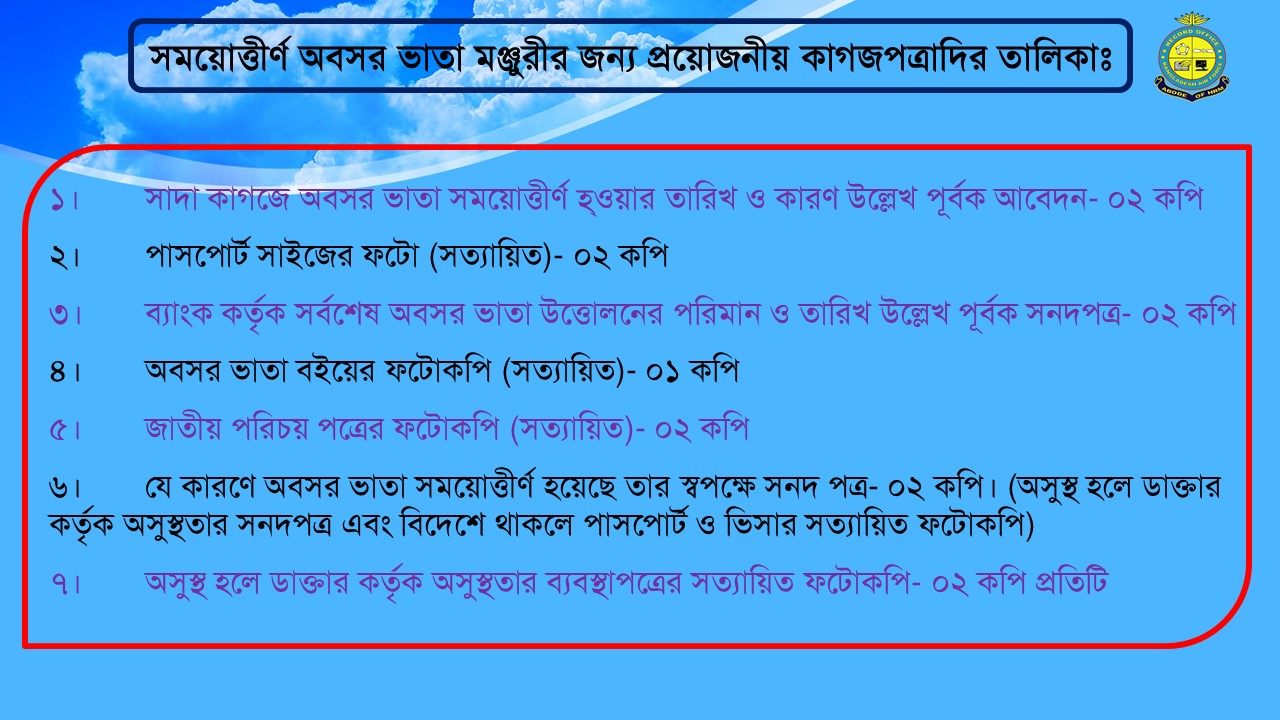 সময়োত্তীর্ণ অবসর ভাতা মঞ্জুরীর জন্য প্রয়োজনীয় কাগজপত্রাদির তালিকাঃ
RECORD OFFICE
BANGLADESH AIR FORCE
ABODE OF HRM
১। সাদা কাগজে অবসর ভাতা সময়োত্তীর্ণ হ্ওয়ার তারিখ ও কারণ উল্লেখ পূর্বক আবেদন- ০২ কপি
২। পাসপোর্ট সাইজের ফটো (সত্যায়িত)- ০২ কপি
৩। ব্যাংক কর্তৃক সর্বশেষ অবসর ভাতা উত্তোলনের পরিমান ও তারিখ উল্লেখ পূর্বক সনদপত্র- ০২ কপি
৪। অবসর ভাতা বইয়ের ফটোকপি (সত্যায়িত)- ০১ কপি
৫। জাতীয় পরিচয় পত্রের ফটোকপি (সত্যায়িত)- ০২ কপি
৬। যে কারণে অবসর ভাতা সময়োত্তীর্ণ হয়েছে তার স্বপক্ষে সনদ পত্র- ০২ কপি। (অসুস্থ হলে ডাক্তার
কর্তৃক অসুস্থতার সনদপত্র এবং বিদেশে থাকলে পাসপোর্ট ও ভিসার সত্যায়িত ফটোকপি)
৭। অসুস্থ হলে ডাক্তার কর্তৃক অসুস্থতার ব্যবস্থাপত্রের সত্যায়িত ফটোকপি- ০২ কপি প্রতিটি